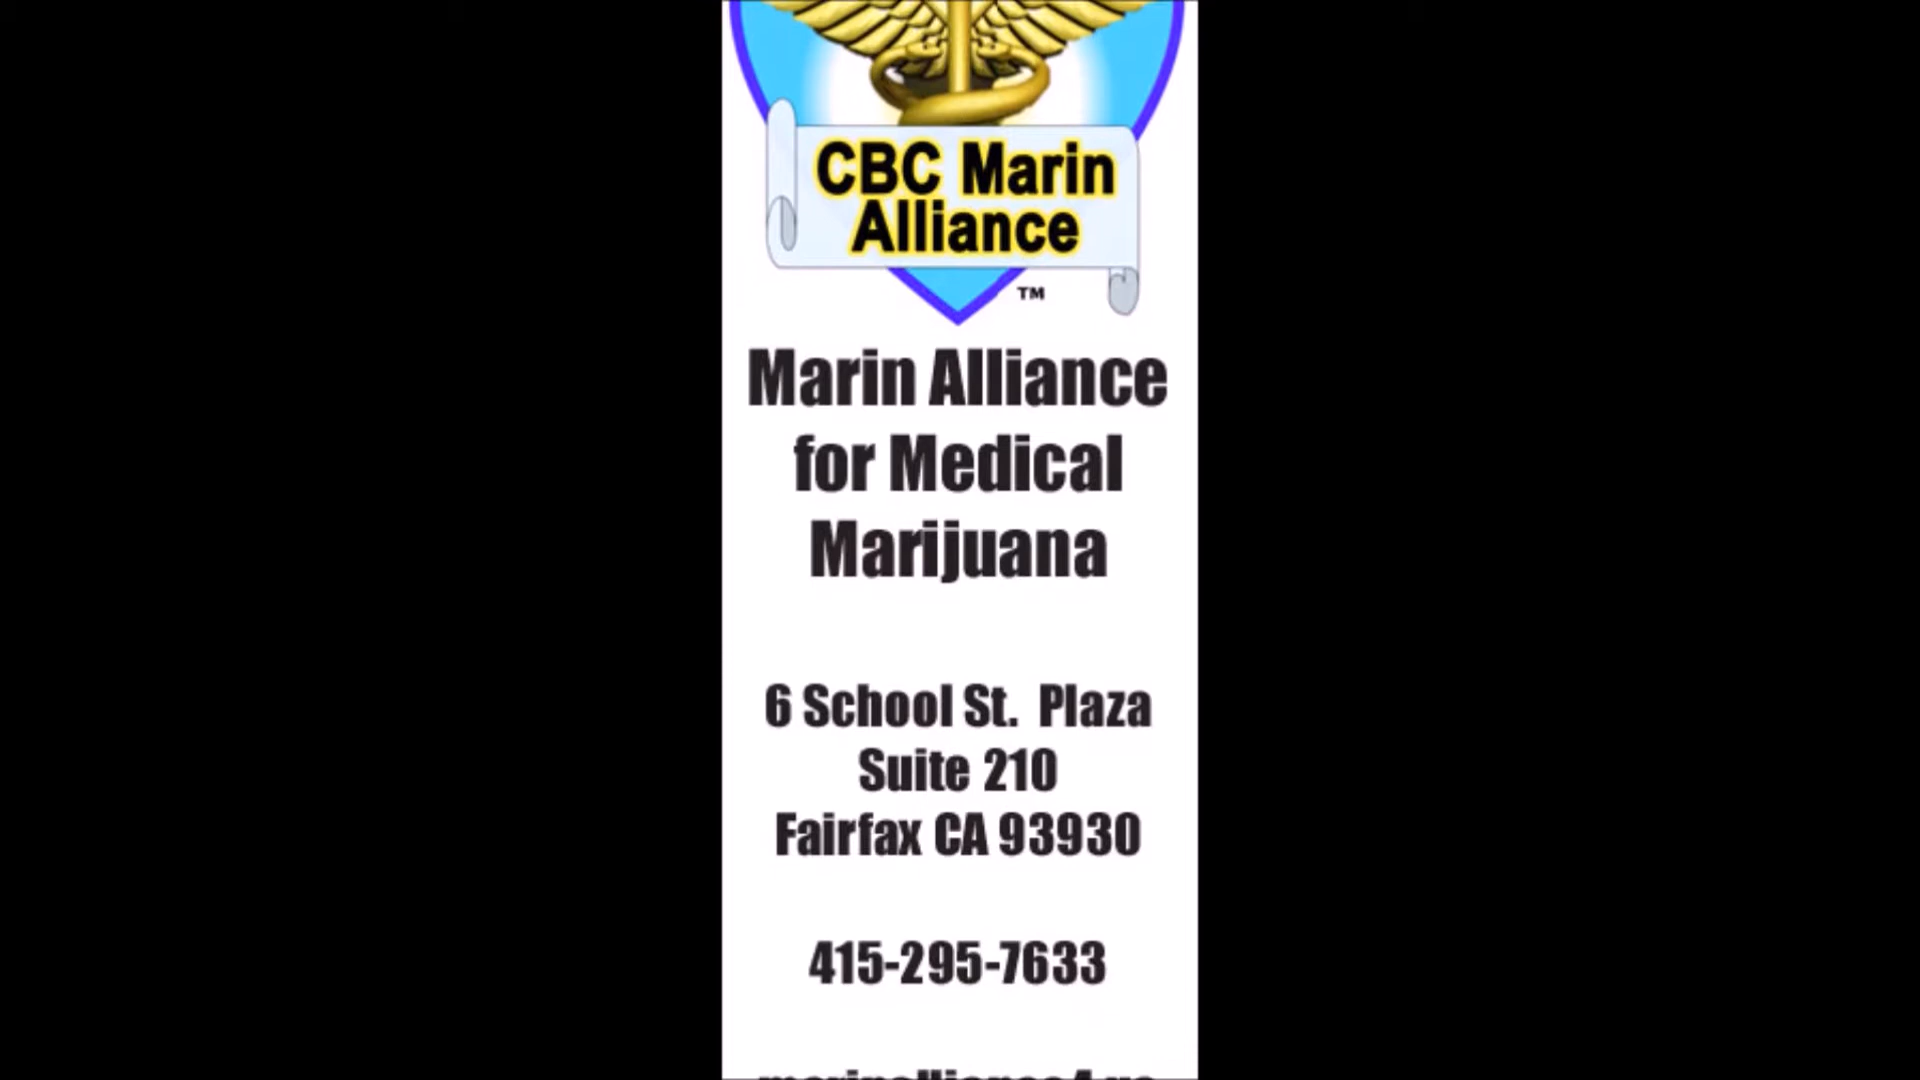 CBC Marin
Alliance
TM
Marin Alliance
for Medical
Marijuana
6 School St. Plaza
Suite 210
Fairfax CA 93930
415-295-7633